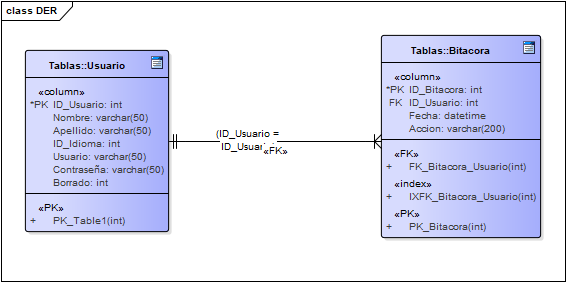 class DER
Tablas::Usuario
«column»
*PK ID_Usuario: int
Nombre: varchar(50)
Apellido: varchar(50)
ID_Idioma: int
Usuario: varchar(50)
Contraseña: varchar(50)
Borrado: int
«PK»
+ PK_Table1(int)
(ID_Usuario =
ID_Usuari
«FK»
Tablas::Bitacora
«column»
*PK ID_Bitacora: int
FK ID_Usuario: int
Fecha: datetime
Accion: varchar(200)
«FK»
+ FK_Bitacora_Usuario(int)
«index»
+ IXFK_Bitacora_Usuario(int)
«PK»
+ PK_Bitacora(int)